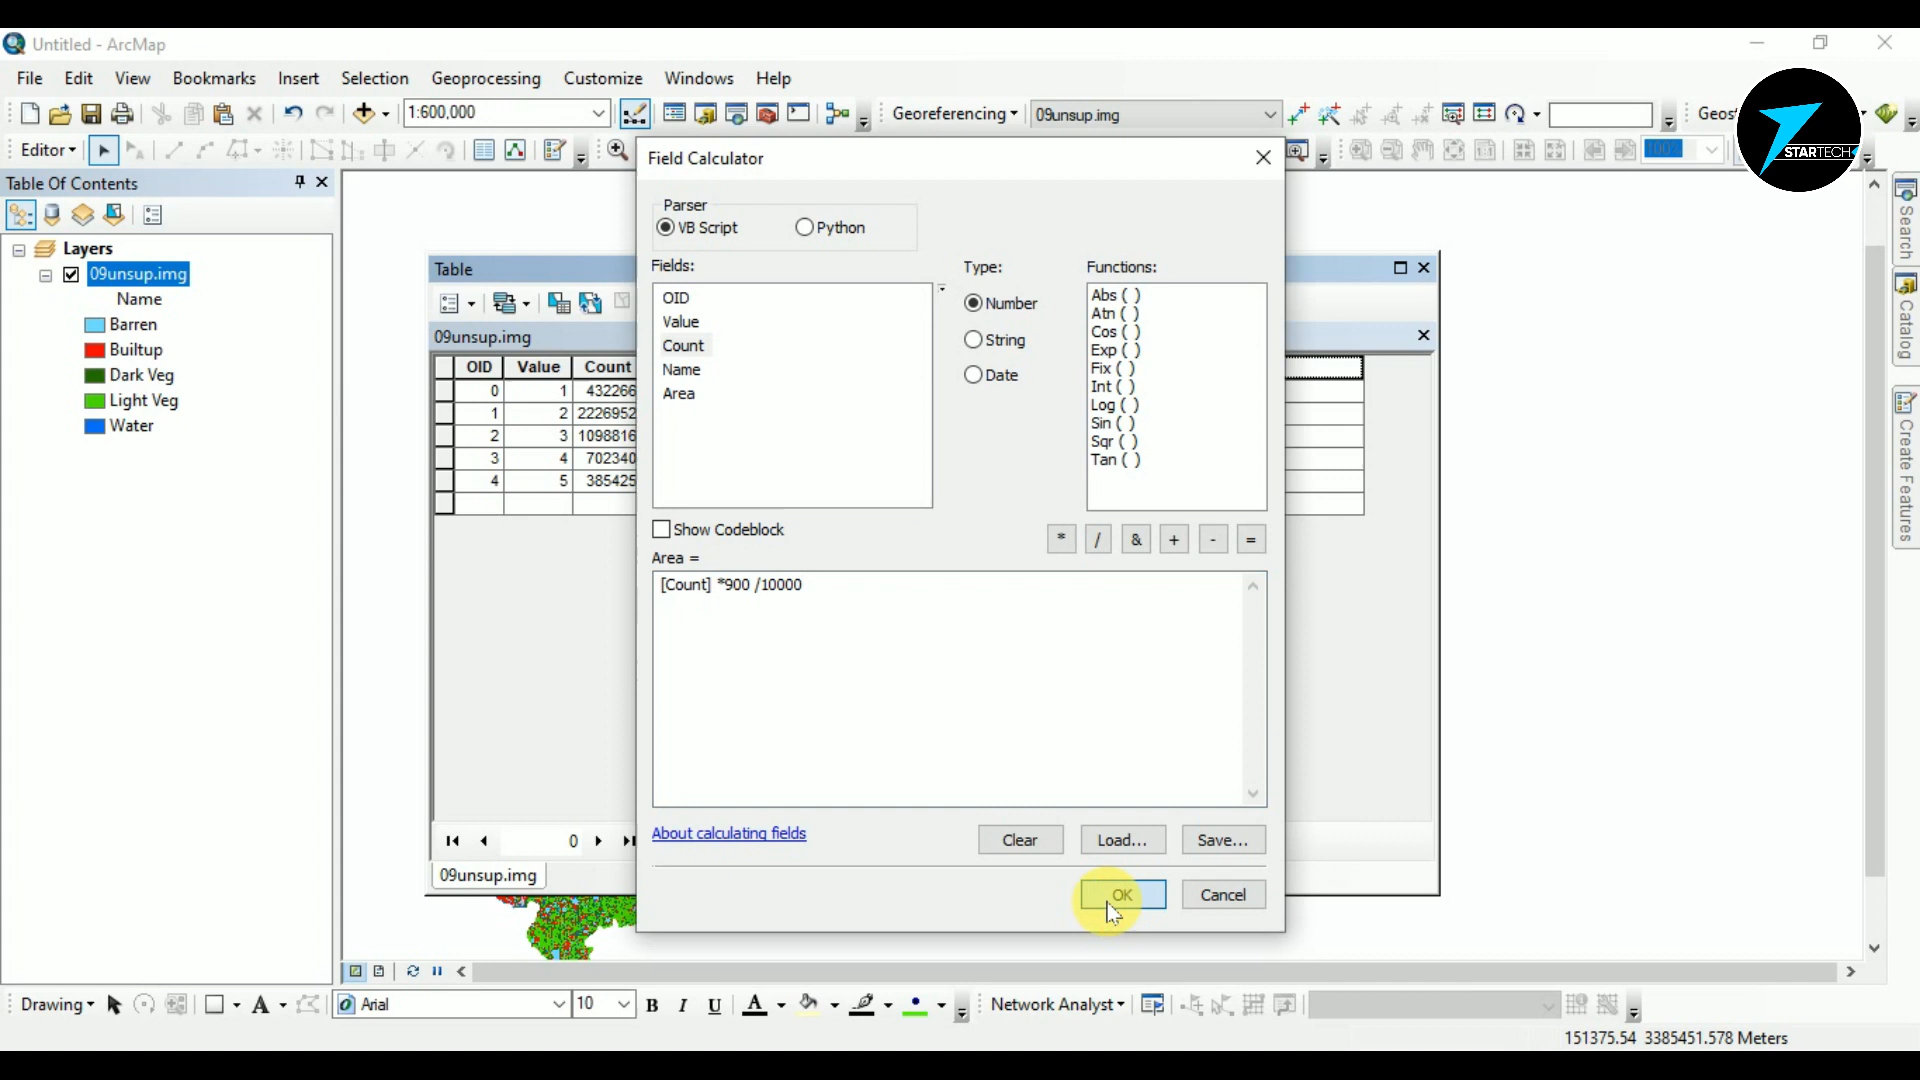 Untitled - ArcMap
File Edit View Bookmarks Insert Selection Geoprocessing Customize Windows Help
1:600,000 Georeferencing 09unsup.img
Editor
STARTECH
Table Of Contents
Layers
09unsup.img
Name
Barren
Builtup
Dark Veg
Light Veg
Water
Table
09unsup.img
OID Value Count
0 1 432266
1 2 2226952
2 3 1098816
3 4 702340
4 5 385425
0
09unsup.img
Field Calculator
Parser
VB Script Python
Fields: Type: Functions:
OID
Value
Count
Name
Area
Number
String
Date
Abs ( )
Atn ( )
Cos ( )
Exp ( )
Fix ( )
Int ( )
Log ( )
Sin ( )
Sqr ( )
Tan ( )
Show Codeblock
* / & + - =
Area =
[Count] *900 /10000
About calculating fields
Clear Load... Save...
OK Cancel
Search
Catalog
Create Features
Drawing A Arial 10 B I U A Network Analyst
151375.54 3385451.578 Meters